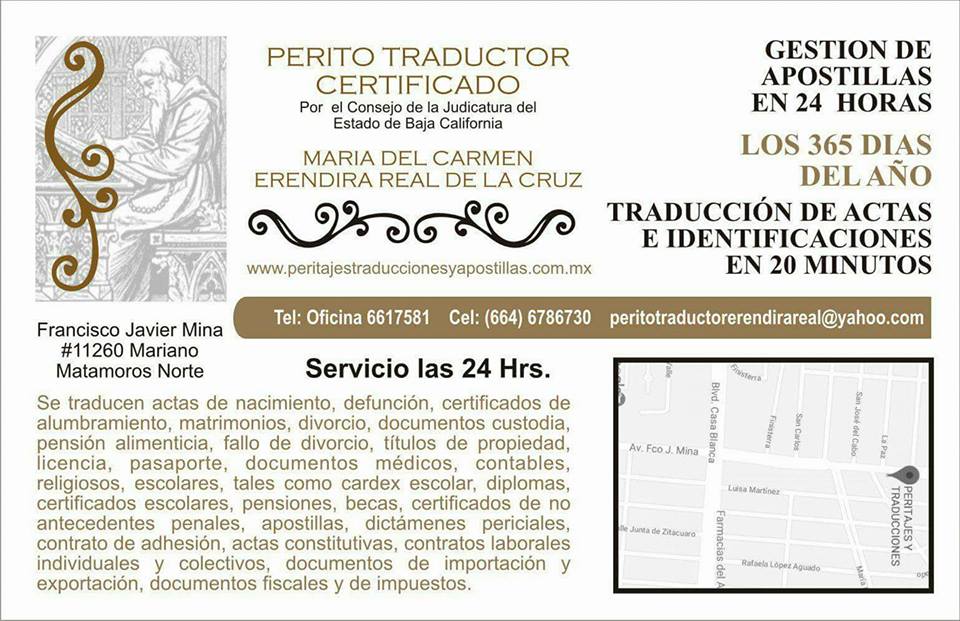 PERITO TRADUCTOR
CERTIFICADO
Por el Consejo de la Judicatura del
Estado de Baja California
MARIA DEL CARMEN
ERENDIRA REAL DE LA CRUZ
www.peritajestraduccionesyapostillas.com.mx
GESTION DE
APOSTILLAS
EN 24 HORAS
LOS 365 DIAS
DEL AÑO
TRADUCCIÓN DE ACTAS
E IDENTIFICACIONES
EN 20 MINUTOS
Tel: Oficina 6617581 Cel: (664) 6786730 peritotraductorerendirareal@yahoo.com
Francisco Javier Mina
#11260 Mariano
Matamoros Norte
Servicio las 24 Hrs.
Se traducen actas de nacimiento, defunción, certificados de
alumbramiento, matrimonios, divorcio, documentos custodia,
pensión alimenticia, fallo de divorcio, títulos de propiedad,
licencia, pasaporte, documentos médicos, contables,
religiosos, escolares, tales como cardex escolar, diplomas,
certificados escolares, pensiones, becas, certificados de no
antecedentes penales, apostillas, dictámenes periciales,
contrato de adhesión, actas constitutivas, contratos laborales
individuales y colectivos, documentos de importación y
exportación, documentos fiscales y de impuestos.
Finisterra
Blvd. Casa Blanca
Finisterra
San Carlos
San José del Cabo
La Paz
Av. Fco J. Mina
Luisa Martínez
PERITAJES Y
TRADUCCIONES
lle Junta de Zitacuaro
Farmacias del A
Rafaela López Aguado
María